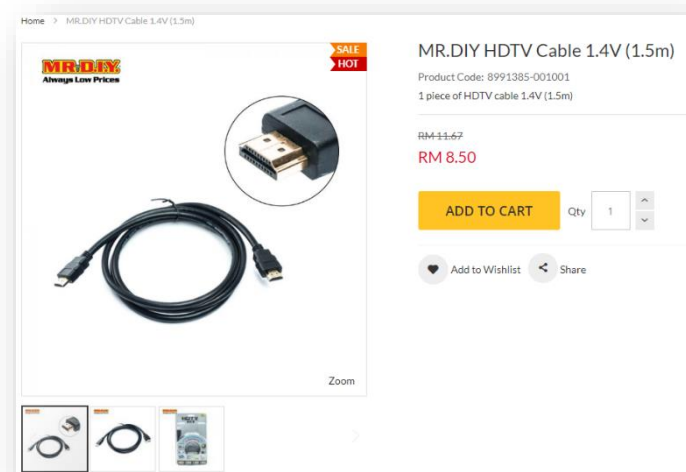 Home > MR.DIY HDTV Cable 1.4V (1.5m)
SALE
HOT
MR.D.I.Y.
Always Low Prices
Zoom
MR.DIY HDTV Cable 1.4V (1.5m)
Product Code: 8991385-001001
1 piece of HDTV cable 1.4V (1.5m)
RM 11.67
RM 8.50
ADD TO CART
Qty 1
Add to Wishlist
Share